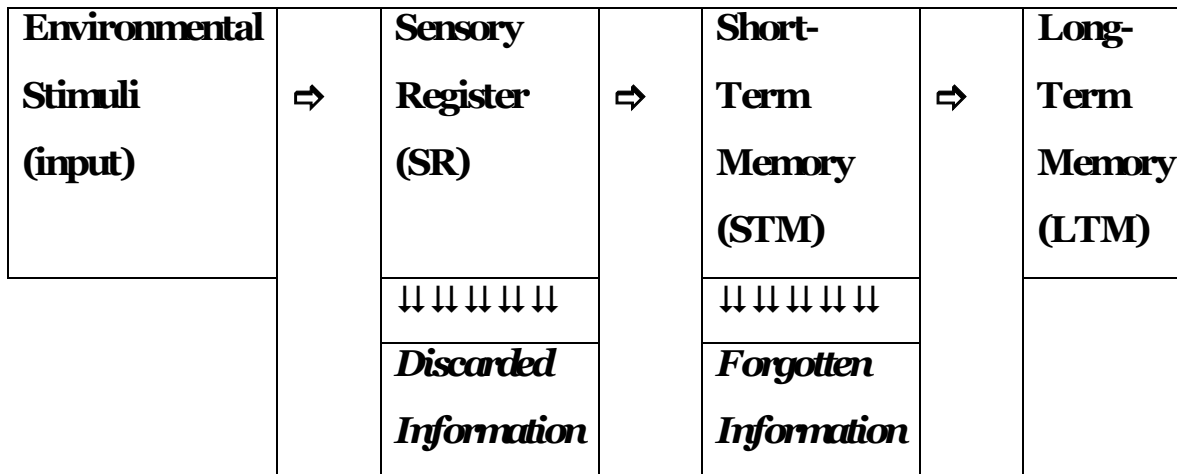 Environmental
Stimuli
(input)
⇨
Sensory
Register
(SR)
⇨
Short-
Term
Memory
(STM)
⇨
Long-
Term
Memory
(LTM)
↓↓ ↓↓ ↓↓ ↓↓ ↓↓
Discarded
Information
↓↓ ↓↓ ↓↓ ↓↓ ↓↓
Forgotten
Information